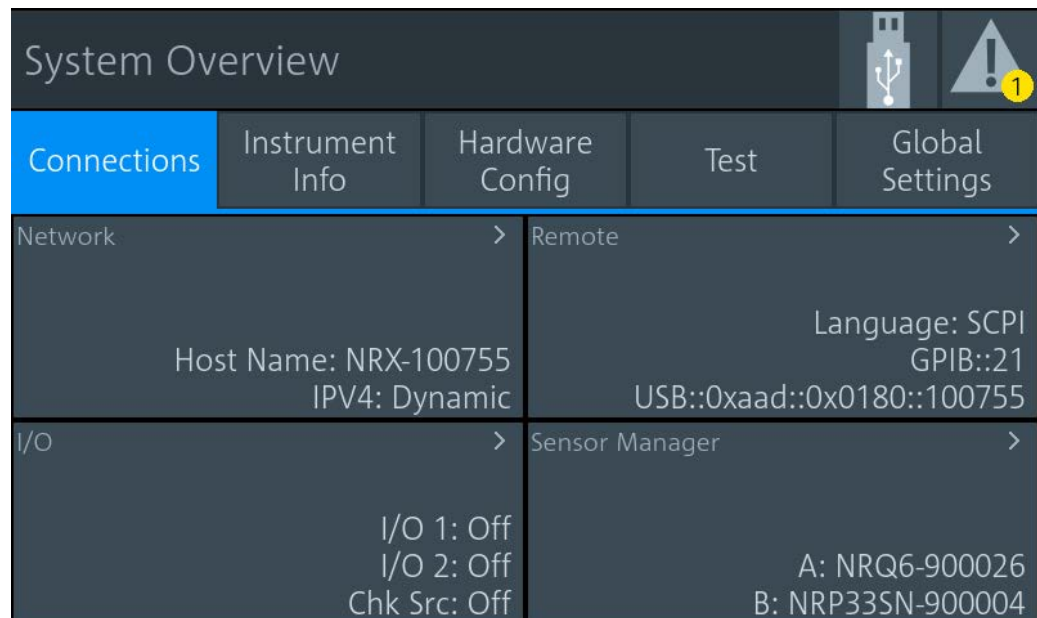 System Overview
1
Connections
Instrument
Info
Hardware
Config
Test
Global
Settings
Network
Host Name: NRX-100755
IPV4: Dynamic
Remote
Language: SCPI
GPIB::21
USB::0xaad::0x0180::100755
I/O
I/O 1: Off
I/O 2: Off
Chk Src: Off
Sensor Manager
A: NRQ6-900026
B: NRP33SN-900004